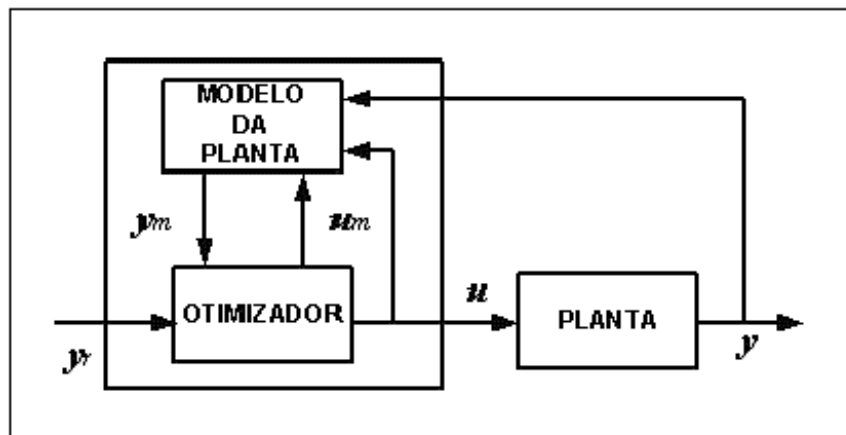 MODELO
DA
PLANTA
ym
um
OTIMIZADOR
u
PLANTA
yr
y